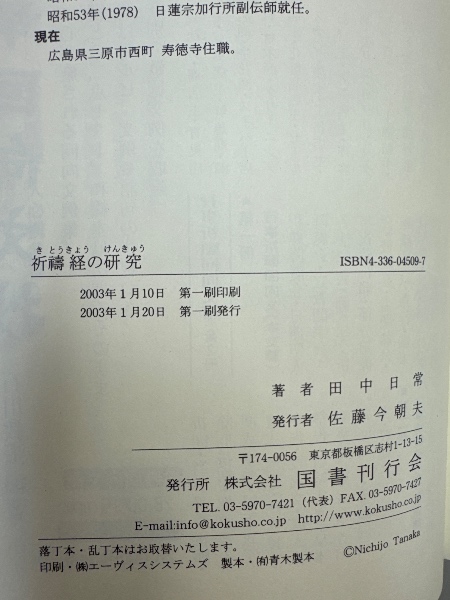 昭和53年(1978) 日蓮宗加行所副伝師就任。
現在
広島県三原市西町 寿徳寺住職。
きとうきょう けんきゅう
祈禱経の研究
ISBN4-336-04509-7
2003年1月10日 第一刷印刷
2003年1月20日 第一刷発行
著者 田中日常
発行者 佐藤今朝夫
〒174-0056 東京都板橋区志村1-13-15
発行所 株式会社 国書刊行会
TEL. 03-5970-7421(代表) FAX. 03-5970-7427
E-mail:info@kokusho.co.jp http://www.kokusho.co.jp
落丁本・乱丁本はお取替いたします。
印刷・㈱エーヴィスシステムズ 製本・㈲青木製本
©Nichijo Tanaka